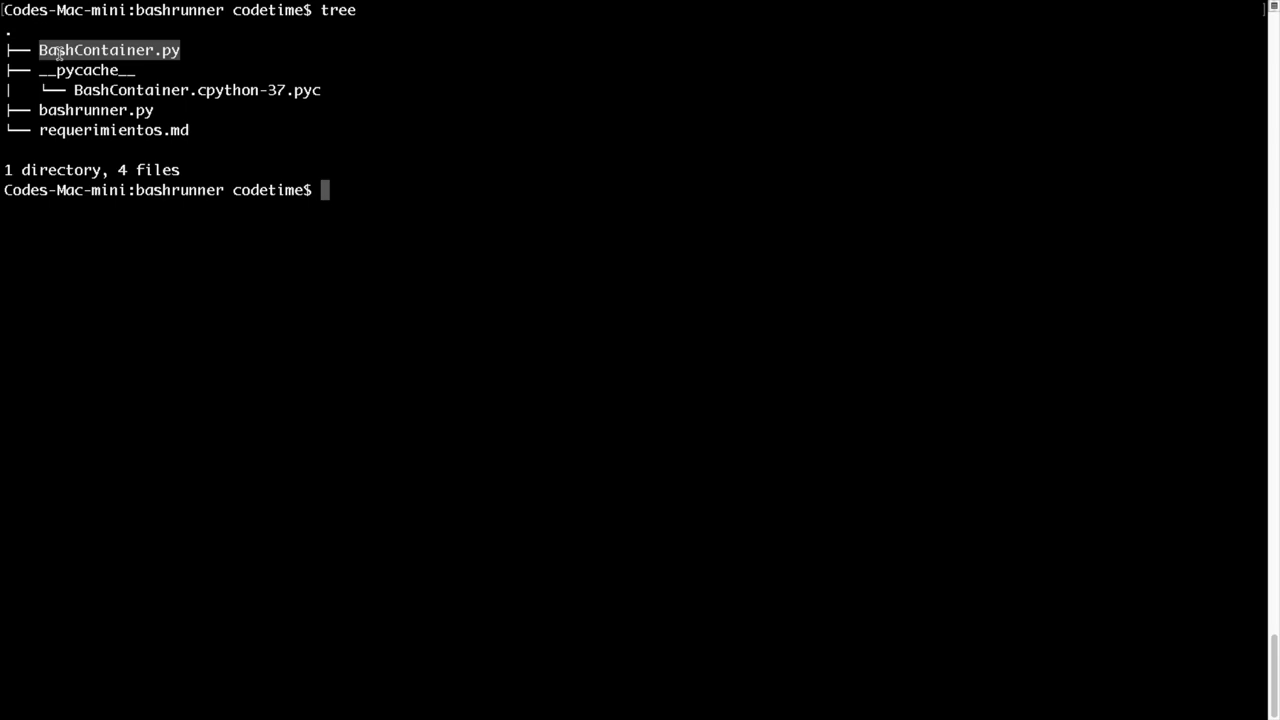 Codes-Mac-mini:bashrunner codetime$ tree
.
├── BashContainer.py
├── __pycache__
│   └── BashContainer.cpython-37.pyc
├── bashrunner.py
└── requerimientos.md

1 directory, 4 files
Codes-Mac-mini:bashrunner codetime$